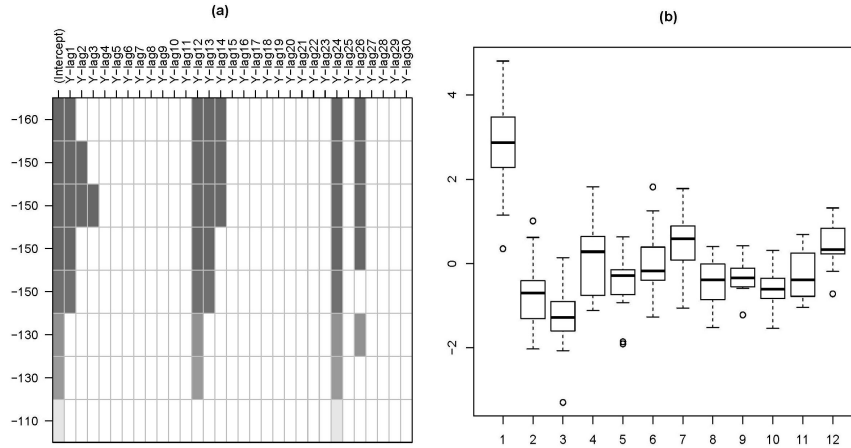 (a)
(Intercept)
Y-lag1
Y-lag2
Y-lag3
Y-lag4
Y-lag5
Y-lag6
Y-lag7
Y-lag8
Y-lag9
Y-lag10
Y-lag11
Y-lag12
Y-lag13
Y-lag14
Y-lag15
Y-lag16
Y-lag17
Y-lag18
Y-lag19
Y-lag20
Y-lag21
Y-lag22
Y-lag23
Y-lag24
Y-lag25
Y-lag26
Y-lag27
Y-lag28
Y-lag29
Y-lag30
−160
−150
−150
−150
−150
−130
−130
−110
(b)
4
2
0
−2
1 2 3 4 5 6 7 8 9 10 11 12